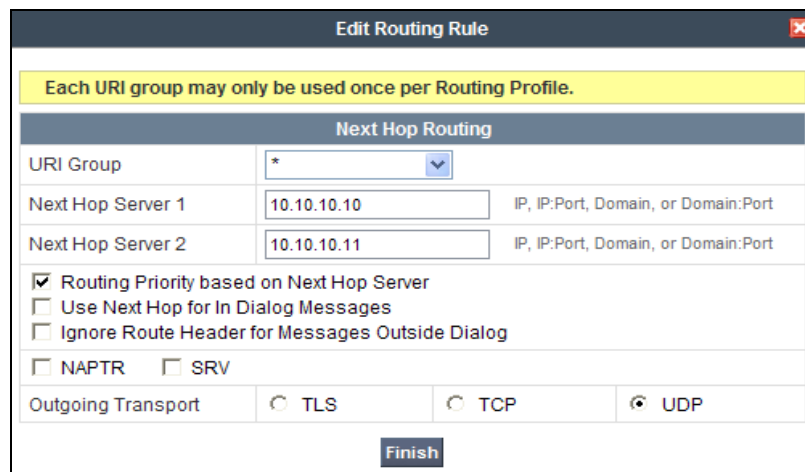 Edit Routing Rule
Each URI group may only be used once per Routing Profile.
Next Hop Routing
URI Group * 
Next Hop Server 1 10.10.10.10 IP, IP:Port, Domain, or Domain:Port
Next Hop Server 2 10.10.10.11 IP, IP:Port, Domain, or Domain:Port
Routing Priority based on Next Hop Server
Use Next Hop for In Dialog Messages
Ignore Route Header for Messages Outside Dialog
NAPTR SRV
Outgoing Transport TLS TCP UDP
Finish